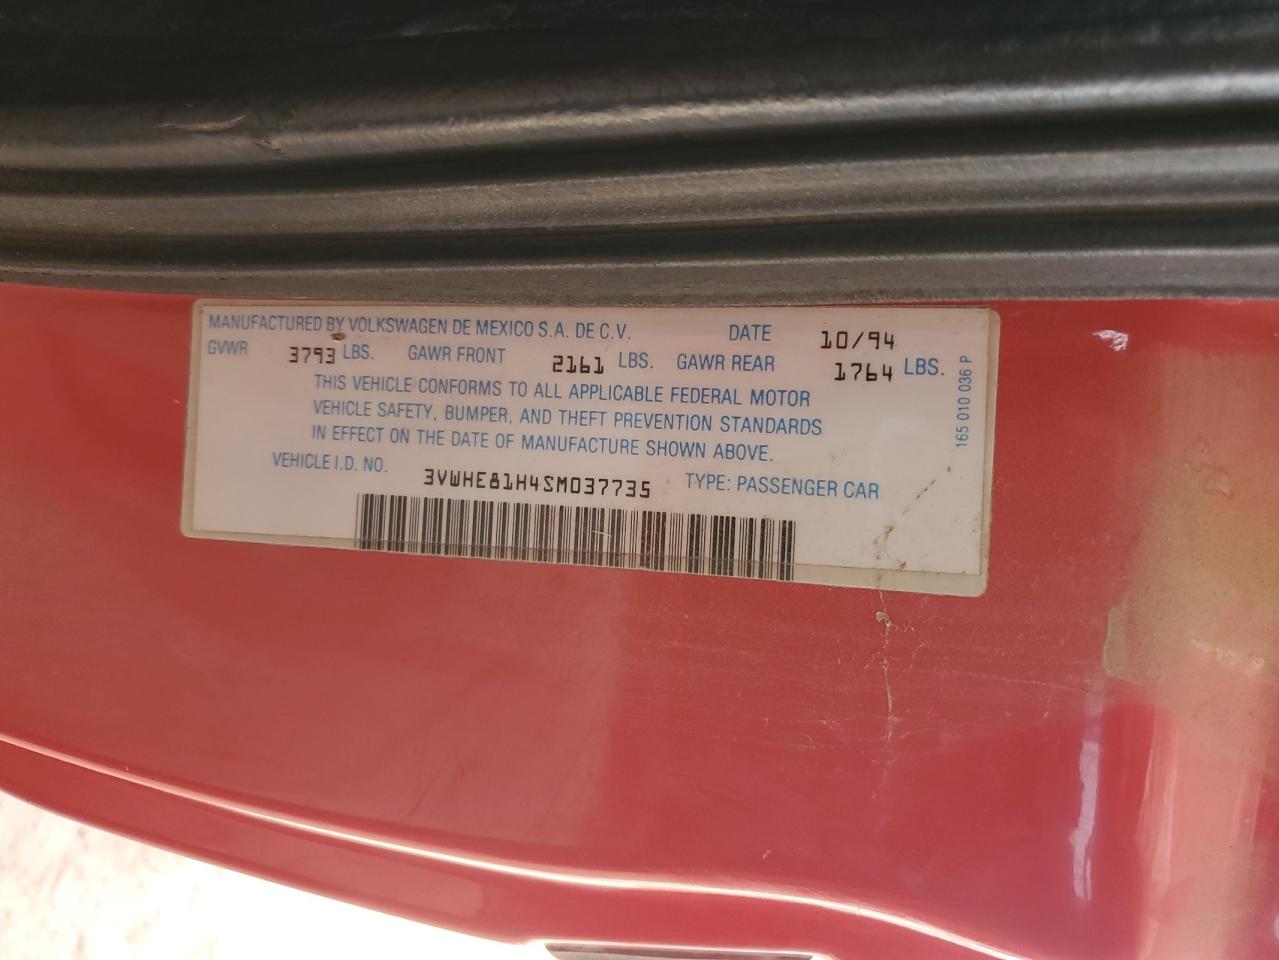 MANUFACTURED BY VOLKSWAGEN DE MEXICO S.A. DE C.V. DATE 10/94
GVWR 3793 LBS. GAWR FRONT 2161 LBS. GAWR REAR 1764 LBS.
THIS VEHICLE CONFORMS TO ALL APPLICABLE FEDERAL MOTOR
VEHICLE SAFETY, BUMPER, AND THEFT PREVENTION STANDARDS
IN EFFECT ON THE DATE OF MANUFACTURE SHOWN ABOVE.
VEHICLE I.D. NO. 3VWHE81H4SM037735 TYPE: PASSENGER CAR
165 010 036 P